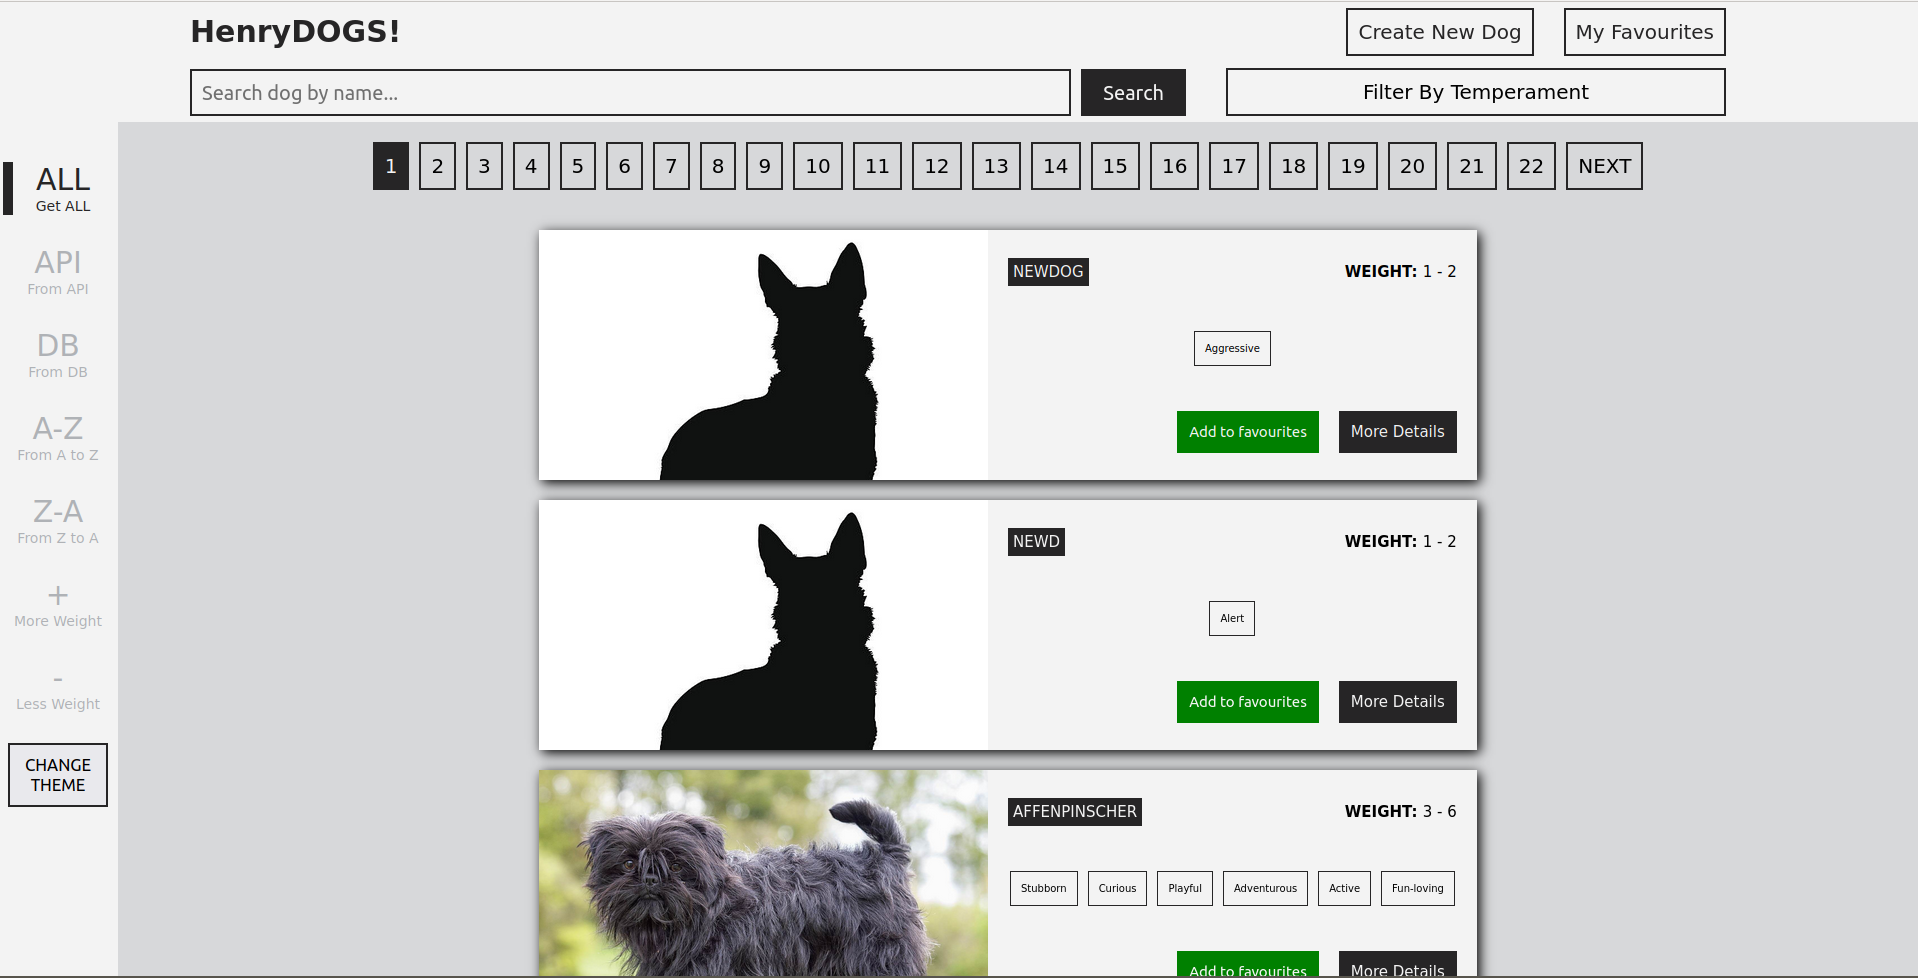 HenryDOGS!
Create New Dog
My Favourites
Search dog by name...
Search
Filter By Temperament
1 2 3 4 5 6 7 8 9 10 11 12 13 14 15 16 17 18 19 20 21 22 NEXT
ALL
Get ALL
API
From API
DB
From DB
A-Z
From A to Z
Z-A
From Z to A
+
More Weight
-
Less Weight
CHANGE
THEME
NEWDOG
WEIGHT: 1 - 2
Aggressive
Add to favourites
More Details
NEWD
WEIGHT: 1 - 2
Alert
Add to favourites
More Details
AFFENPINSCHER
WEIGHT: 3 - 6
Stubborn Curious Playful Adventurous Active Fun-loving
Add to favourites
More Details